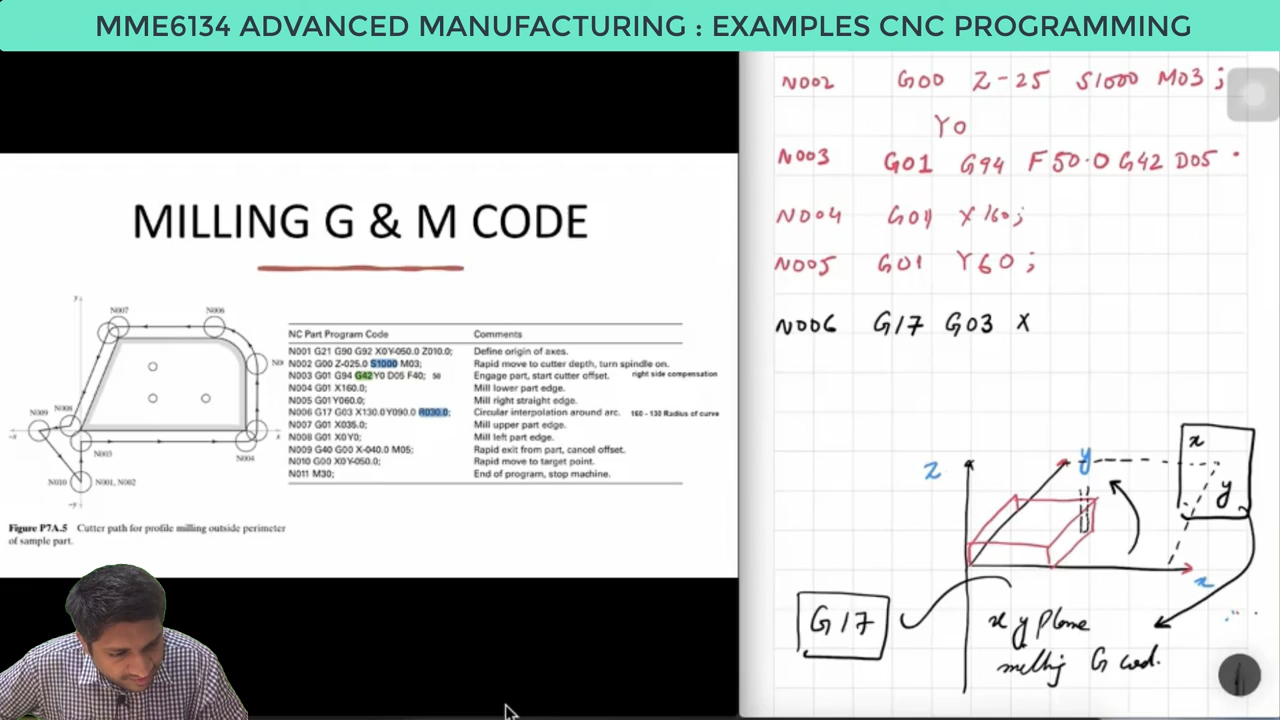 MME6134 ADVANCED MANUFACTURING : EXAMPLES CNC PROGRAMMING
MILLING G & M CODE
y
N007
N006
N009
N008
-x
x
N003
N004
N010
N001, N002
-y
Figure P7A.5 Cutter path for profile milling outside perimeter
of sample part.
NC Part Program Code Comments
N001 G21 G90 G92 X0Y-050.0 Z010.0; Define origin of axes.
N002 G00 Z-025.0 S1000 M03; Rapid move to cutter depth, turn spindle on.
N003 G01 G94 G42 Y0 D05 F40; 50 Engage part, start cutter offset. right side compensation
N004 G01 X160.0; Mill lower part edge.
N005 G01 Y060.0; Mill right straight edge.
N006 G17 G03 X130.0Y090.0 R030.0; Circular interpolation around arc. 160 - 130 Radius of curve
N007 G01 X035.0; Mill upper part edge.
N008 G01 X0Y0; Mill left part edge.
N009 G40 G00 X-040.0 M05; Rapid exit from part, cancel offset.
N010 G00 X0Y-050.0; Rapid move to target point.
N011 M30; End of program, stop machine.
N002 G00 Z-25 S1000 M03;
Y0
N003 G01 G94 F50.0 G42 D05
N004 G01 X160;
N005 G01 Y60;
N006 G17 G03 X
z
y
x
y
x
G17
x y plane
G cod.